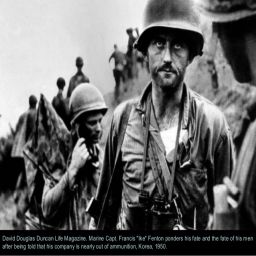 David Douglas Duncan Life Magazine. Marine Capt. Francis "Ike" Fenton ponders his fate and the fate of his men
after being told that his company is nearly out of ammunition, Korea, 1950.